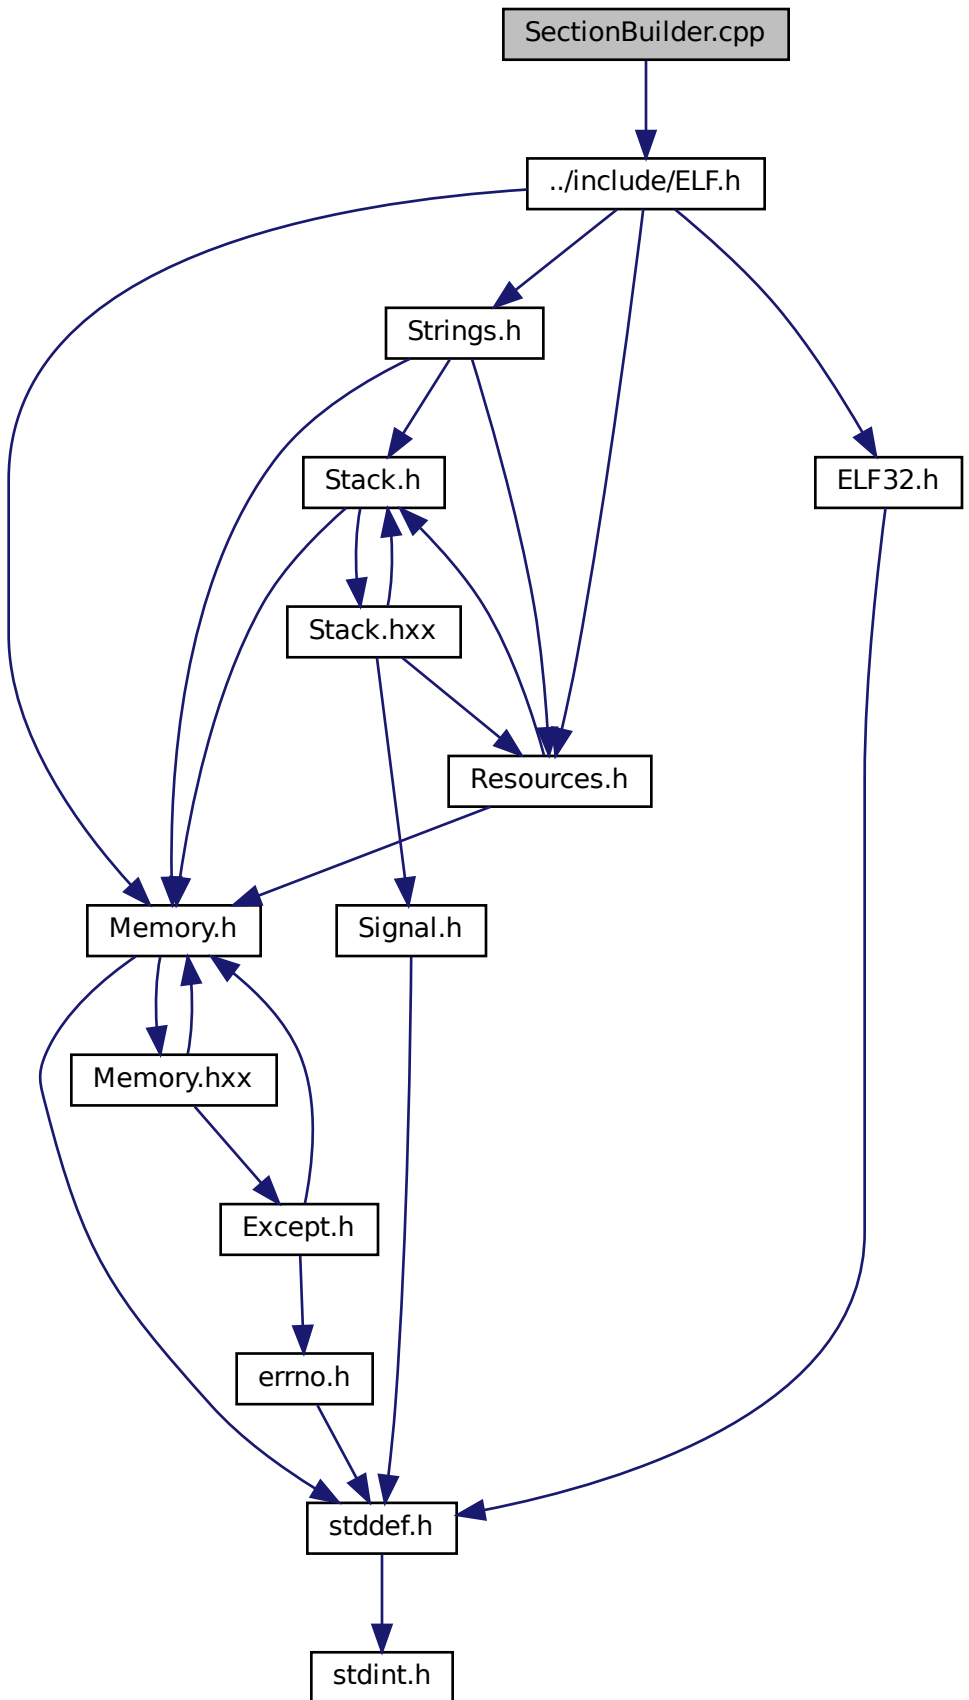 SectionBuilder.cpp
../include/ELF.h
Strings.h
Stack.h
ELF32.h
Stack.hxx
Resources.h
Memory.h
Signal.h
Memory.hxx
Except.h
errno.h
stddef.h
stdint.h